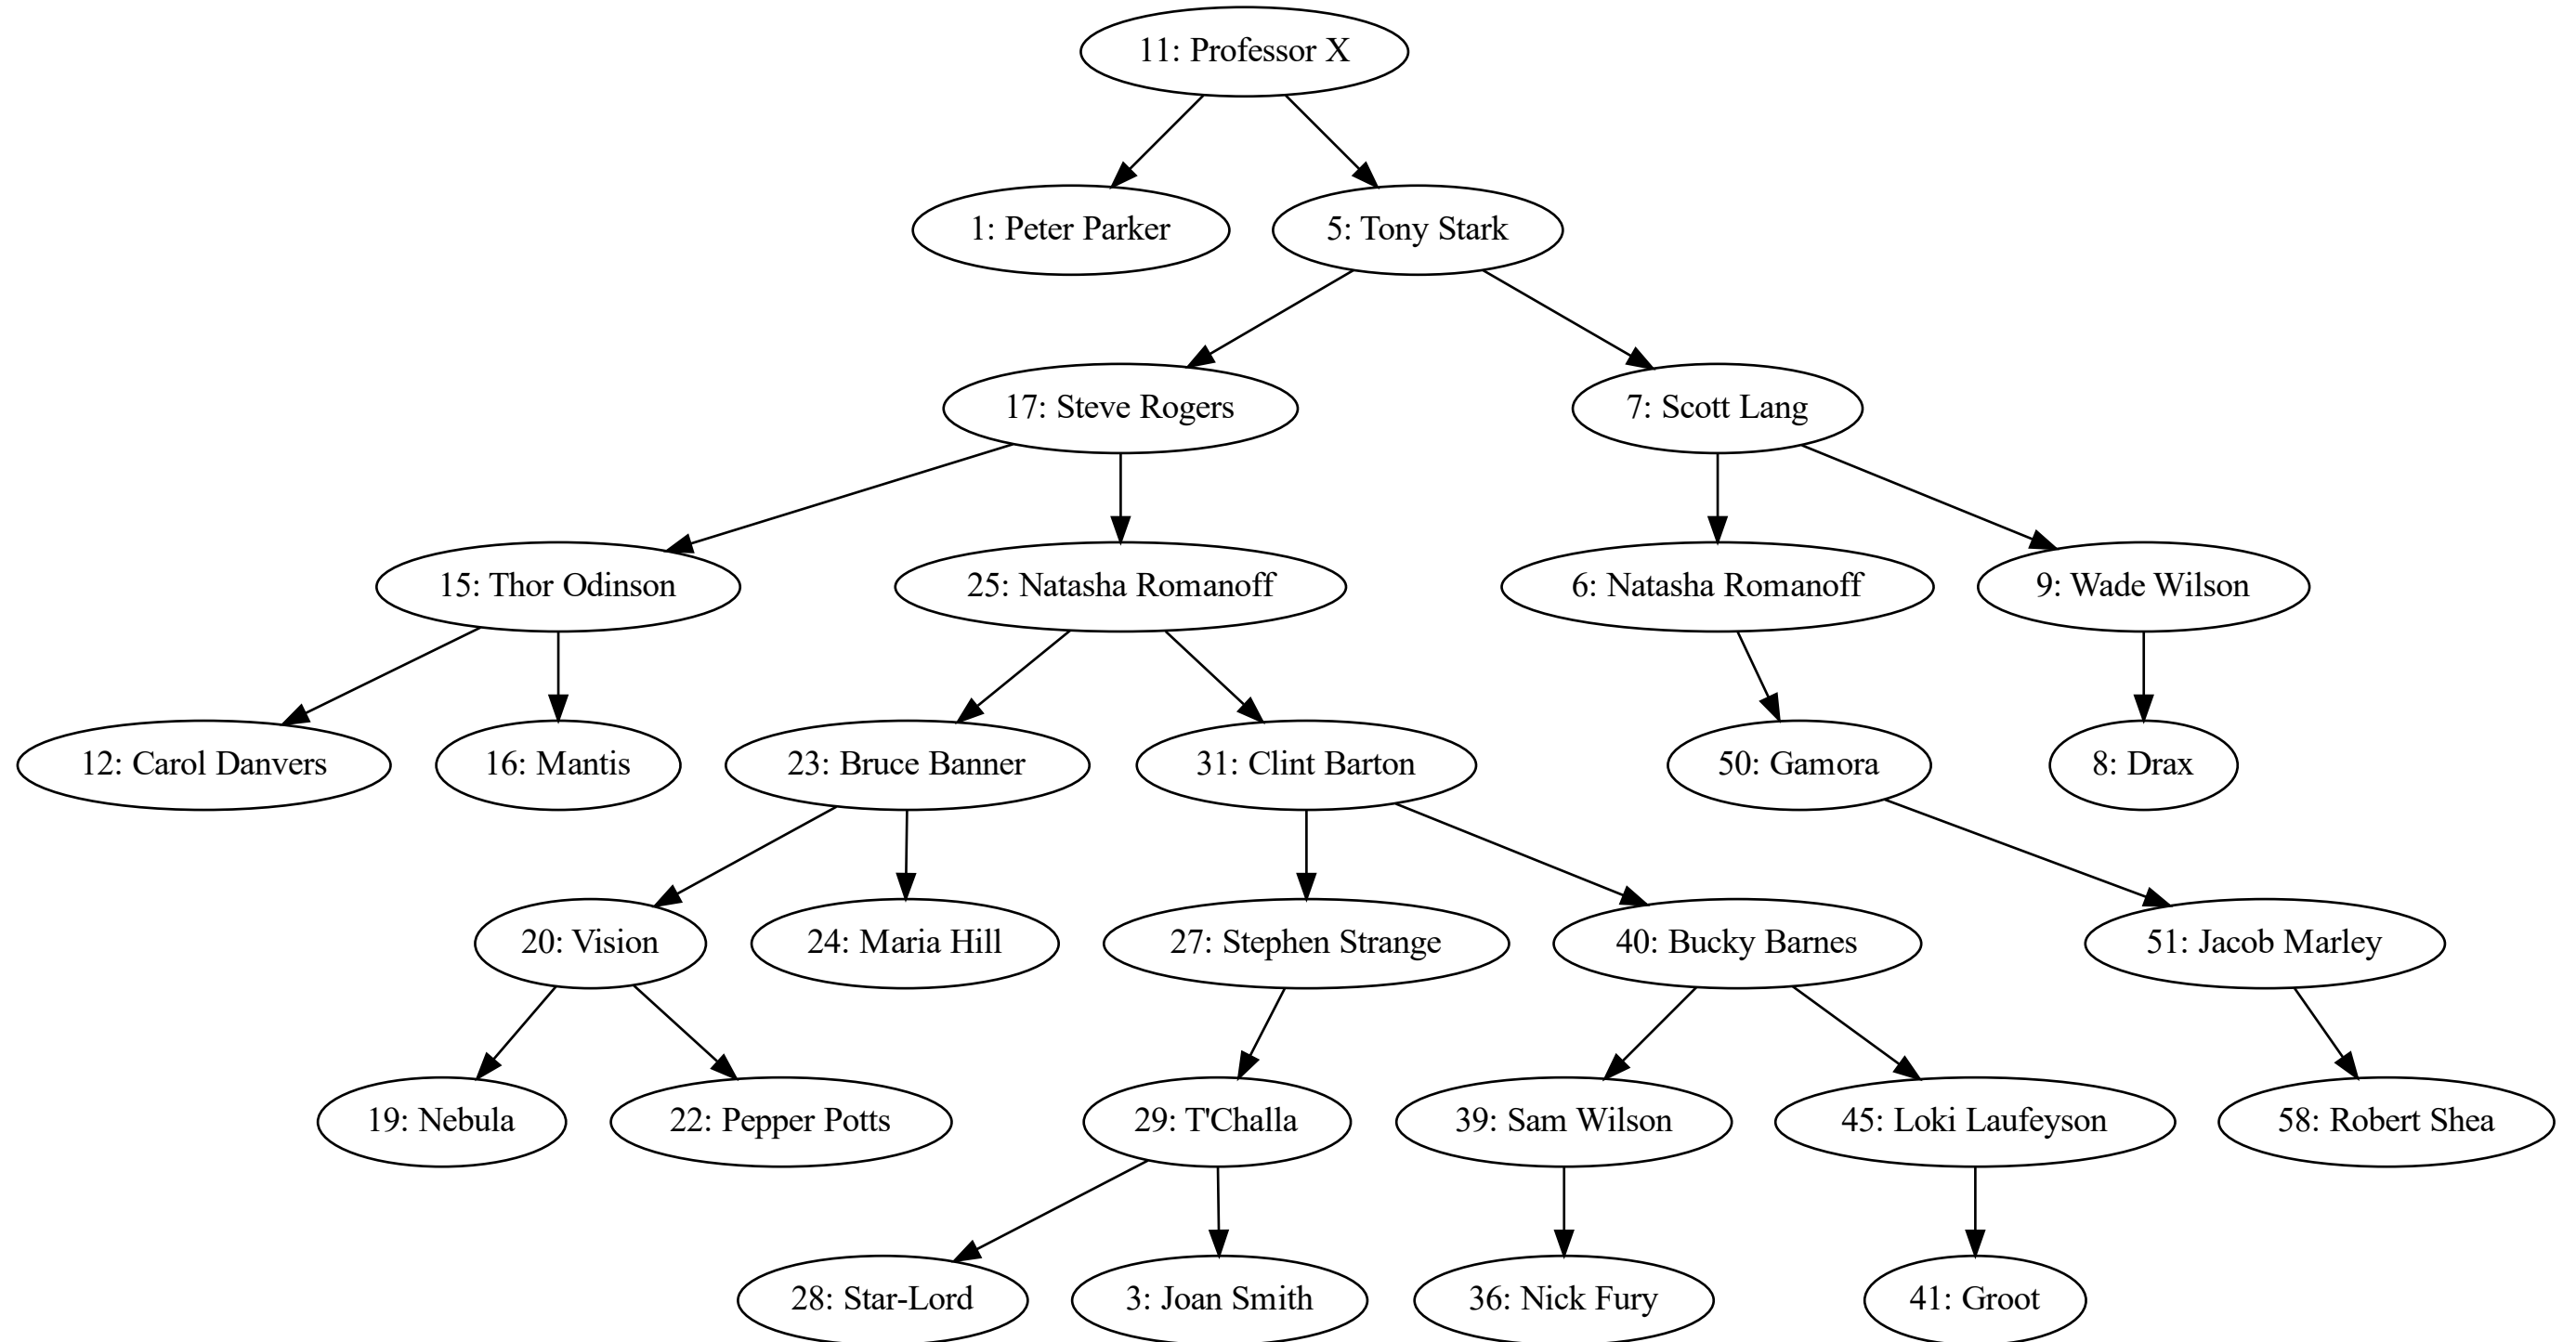 11: Professor X
1: Peter Parker
5: Tony Stark
17: Steve Rogers
7: Scott Lang
15: Thor Odinson
25: Natasha Romanoff
6: Natasha Romanoff
9: Wade Wilson
12: Carol Danvers
16: Mantis
23: Bruce Banner
31: Clint Barton
50: Gamora
8: Drax
20: Vision
24: Maria Hill
27: Stephen Strange
40: Bucky Barnes
51: Jacob Marley
19: Nebula
22: Pepper Potts
29: T'Challa
39: Sam Wilson
45: Loki Laufeyson
58: Robert Shea
28: Star-Lord
3: Joan Smith
36: Nick Fury
41: Groot